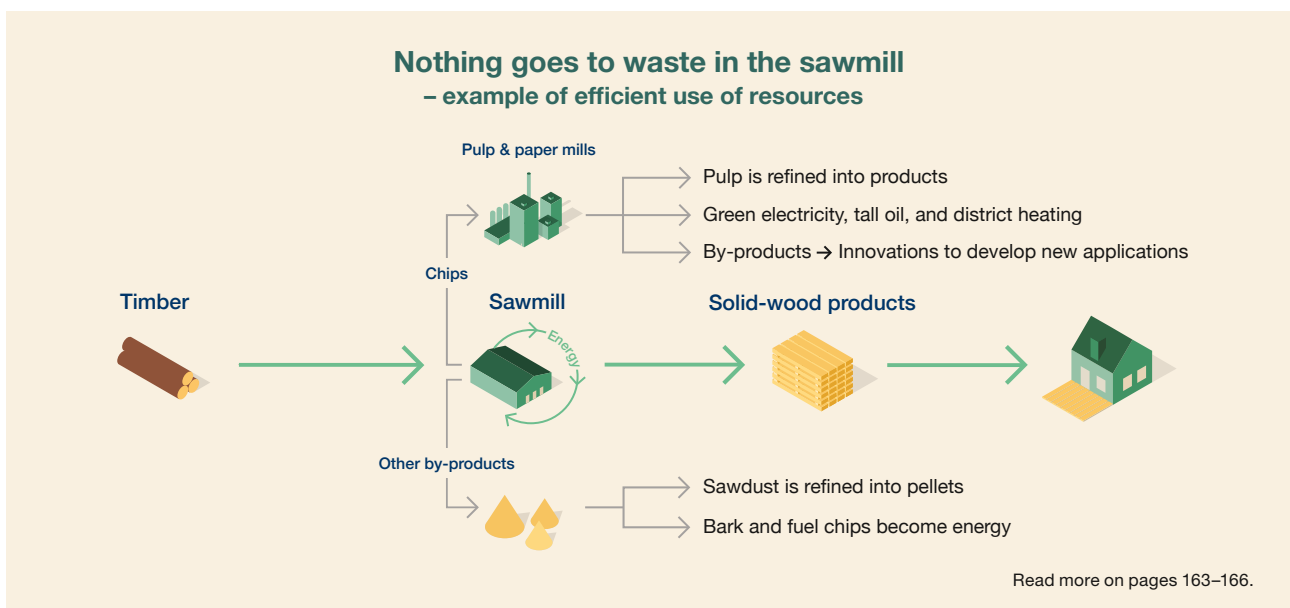 Nothing goes to waste in the sawmill
– example of efficient use of resources
Pulp & paper mills
Pulp is refined into products
Green electricity, tall oil, and district heating
By-products → Innovations to develop new applications
Chips
Timber
Sawmill
Solid-wood products
Energy
Other by-products
Sawdust is refined into pellets
Bark and fuel chips become energy
Read more on pages 163–166.